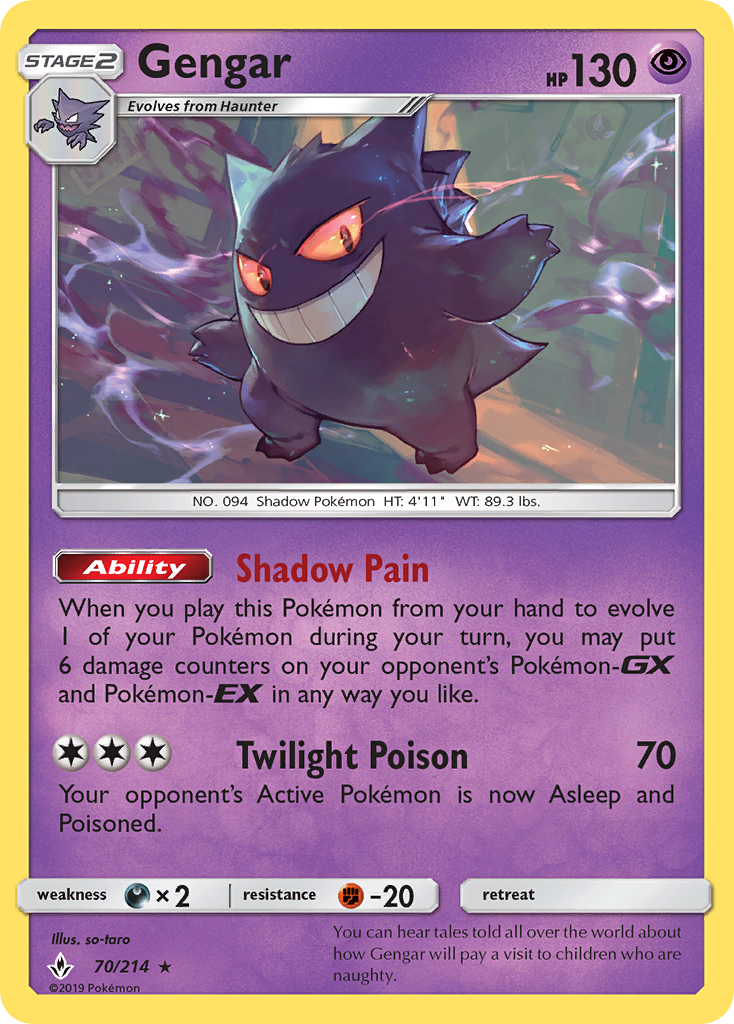 STAGE2
Gengar
HP 130
Evolves from Haunter
NO. 094 Shadow Pokémon HT: 4'11" WT: 89.3 lbs.
Ability Shadow Pain
When you play this Pokémon from your hand to evolve
1 of your Pokémon during your turn, you may put
6 damage counters on your opponent's Pokémon-GX
and Pokémon-EX in any way you like.
Twilight Poison 70
Your opponent's Active Pokémon is now Asleep and
Poisoned.
weakness ×2 resistance -20 retreat
Illus. so-taro
70/214 ★
©2019 Pokémon
You can hear tales told all over the world about
how Gengar will pay a visit to children who are
naughty.